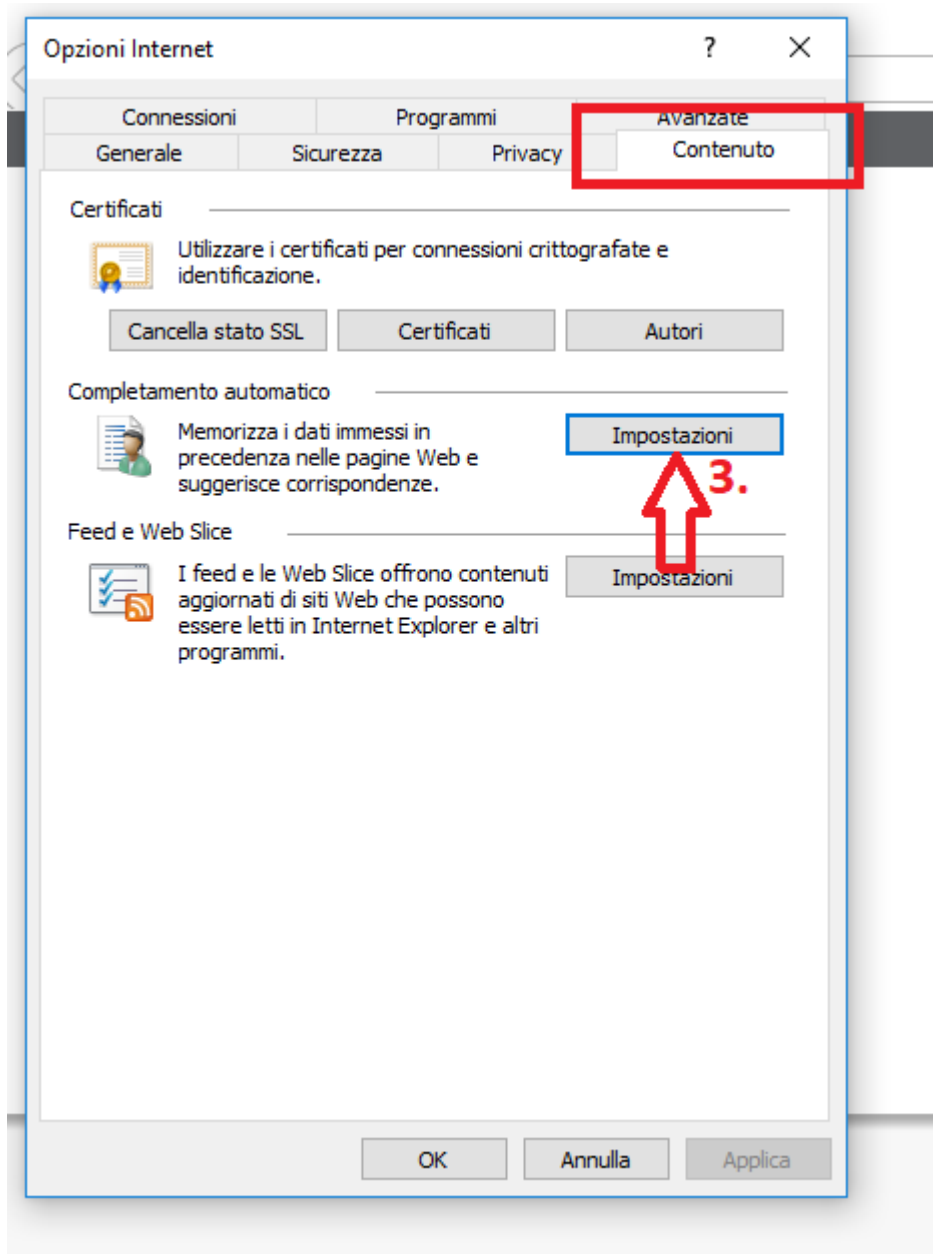 Opzioni Internet
?
Connessioni Programmi Avanzate
Generale Sicurezza Privacy Contenuto
Certificati
Utilizzare i certificati per connessioni crittografate e
identificazione.
Cancella stato SSL Certificati Autori
Completamento automatico
Memorizza i dati immessi in
precedenza nelle pagine Web e
suggerisce corrispondenze.
Impostazioni
3.
Feed e Web Slice
I feed e le Web Slice offrono contenuti
aggiornati di siti Web che possono
essere letti in Internet Explorer e altri
programmi.
Impostazioni
OK Annulla Applica